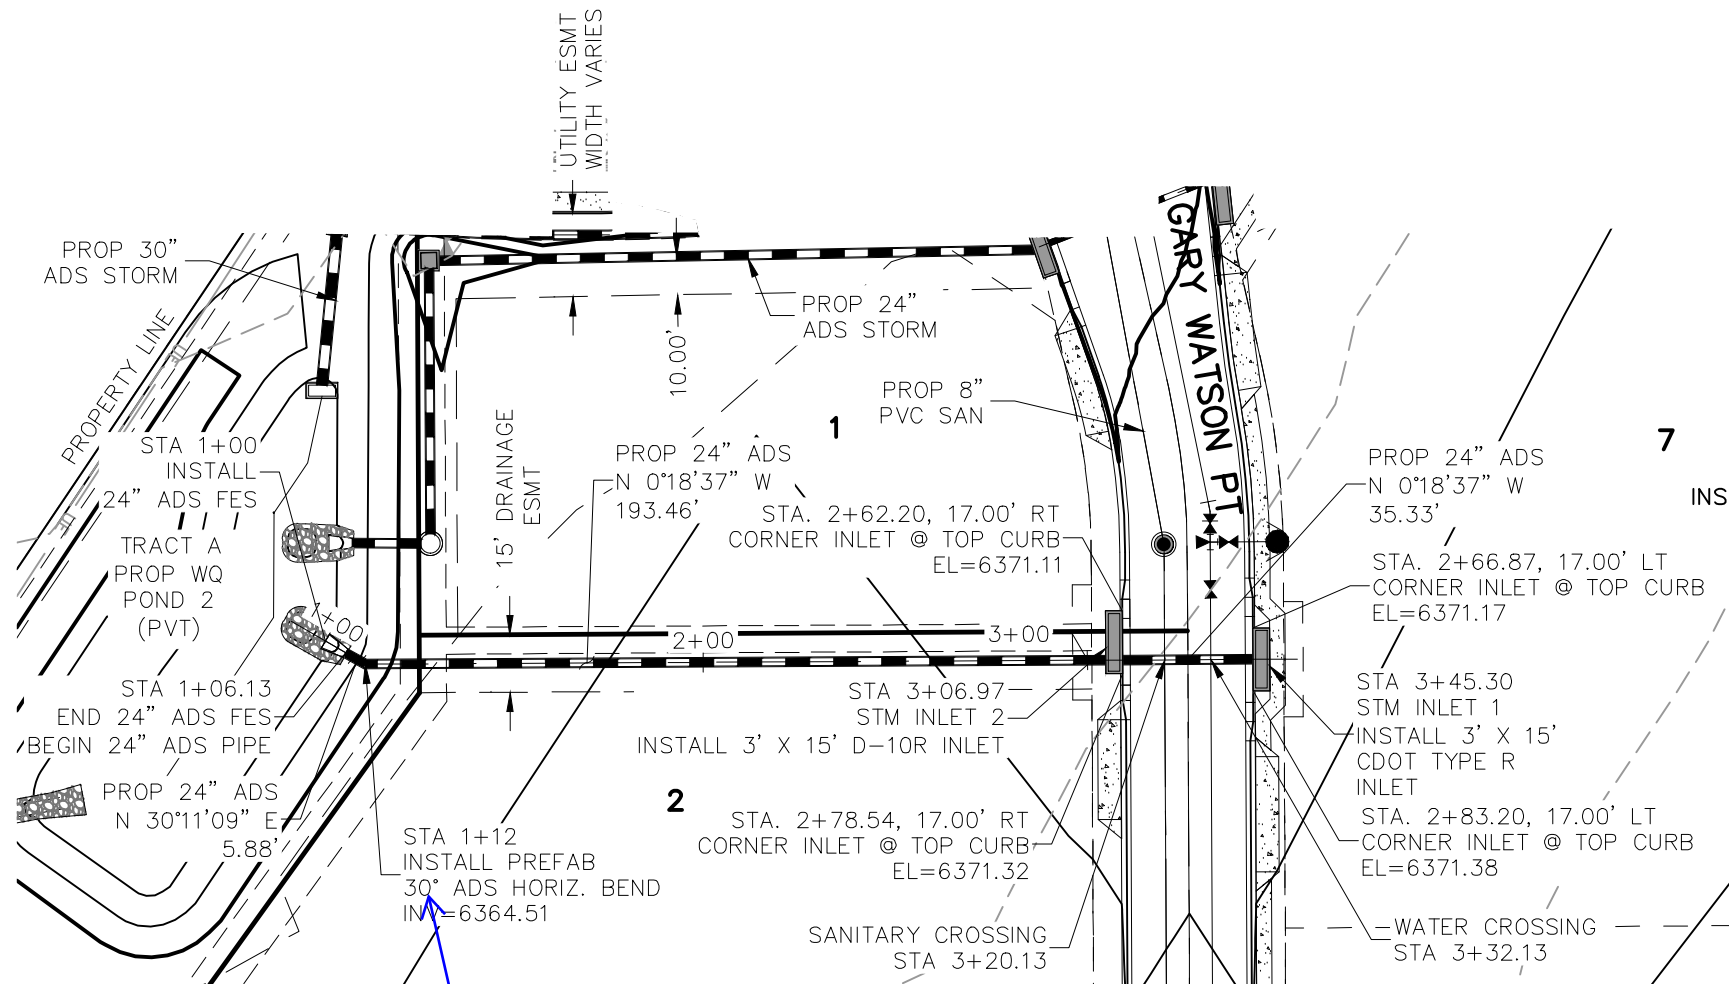 UTILITY ESMT
WIDTH VARIES
PROP 30"
ADS STORM
PROPERTY LINE
GARY WATSON PT
PROP 24"
ADS STORM
10.00'
PROP 8"
PVC SAN
1
7
STA 1+00
INSTALL
24" ADS FES
15' DRAINAGE
ESMT
PROP 24" ADS
N 0°18'37" W
193.46'
PROP 24" ADS
N 0°18'37" W
35.33'
INS
STA. 2+62.20, 17.00' RT
CORNER INLET @ TOP CURB
EL=6371.11
TRACT A
PROP WQ
POND 2
(PVT)
STA. 2+66.87, 17.00' LT
CORNER INLET @ TOP CURB
EL=6371.17
1+00
2+00
3+00
STA 1+06.13
END 24" ADS FES
BEGIN 24" ADS PIPE
STA 3+06.97
STM INLET 2
INSTALL 3' X 15' D-10R INLET
STA 3+45.30
STM INLET 1
INSTALL 3' X 15'
CDOT TYPE R
INLET
PROP 24" ADS
N 30°11'09" E
5.88'
2
STA 1+12
INSTALL PREFAB
30° ADS HORIZ. BEND
INV=6364.51
STA. 2+78.54, 17.00' RT
CORNER INLET @ TOP CURB
EL=6371.32
STA. 2+83.20, 17.00' LT
CORNER INLET @ TOP CURB
EL=6371.38
SANITARY CROSSING
STA 3+20.13
WATER CROSSING
STA 3+32.13